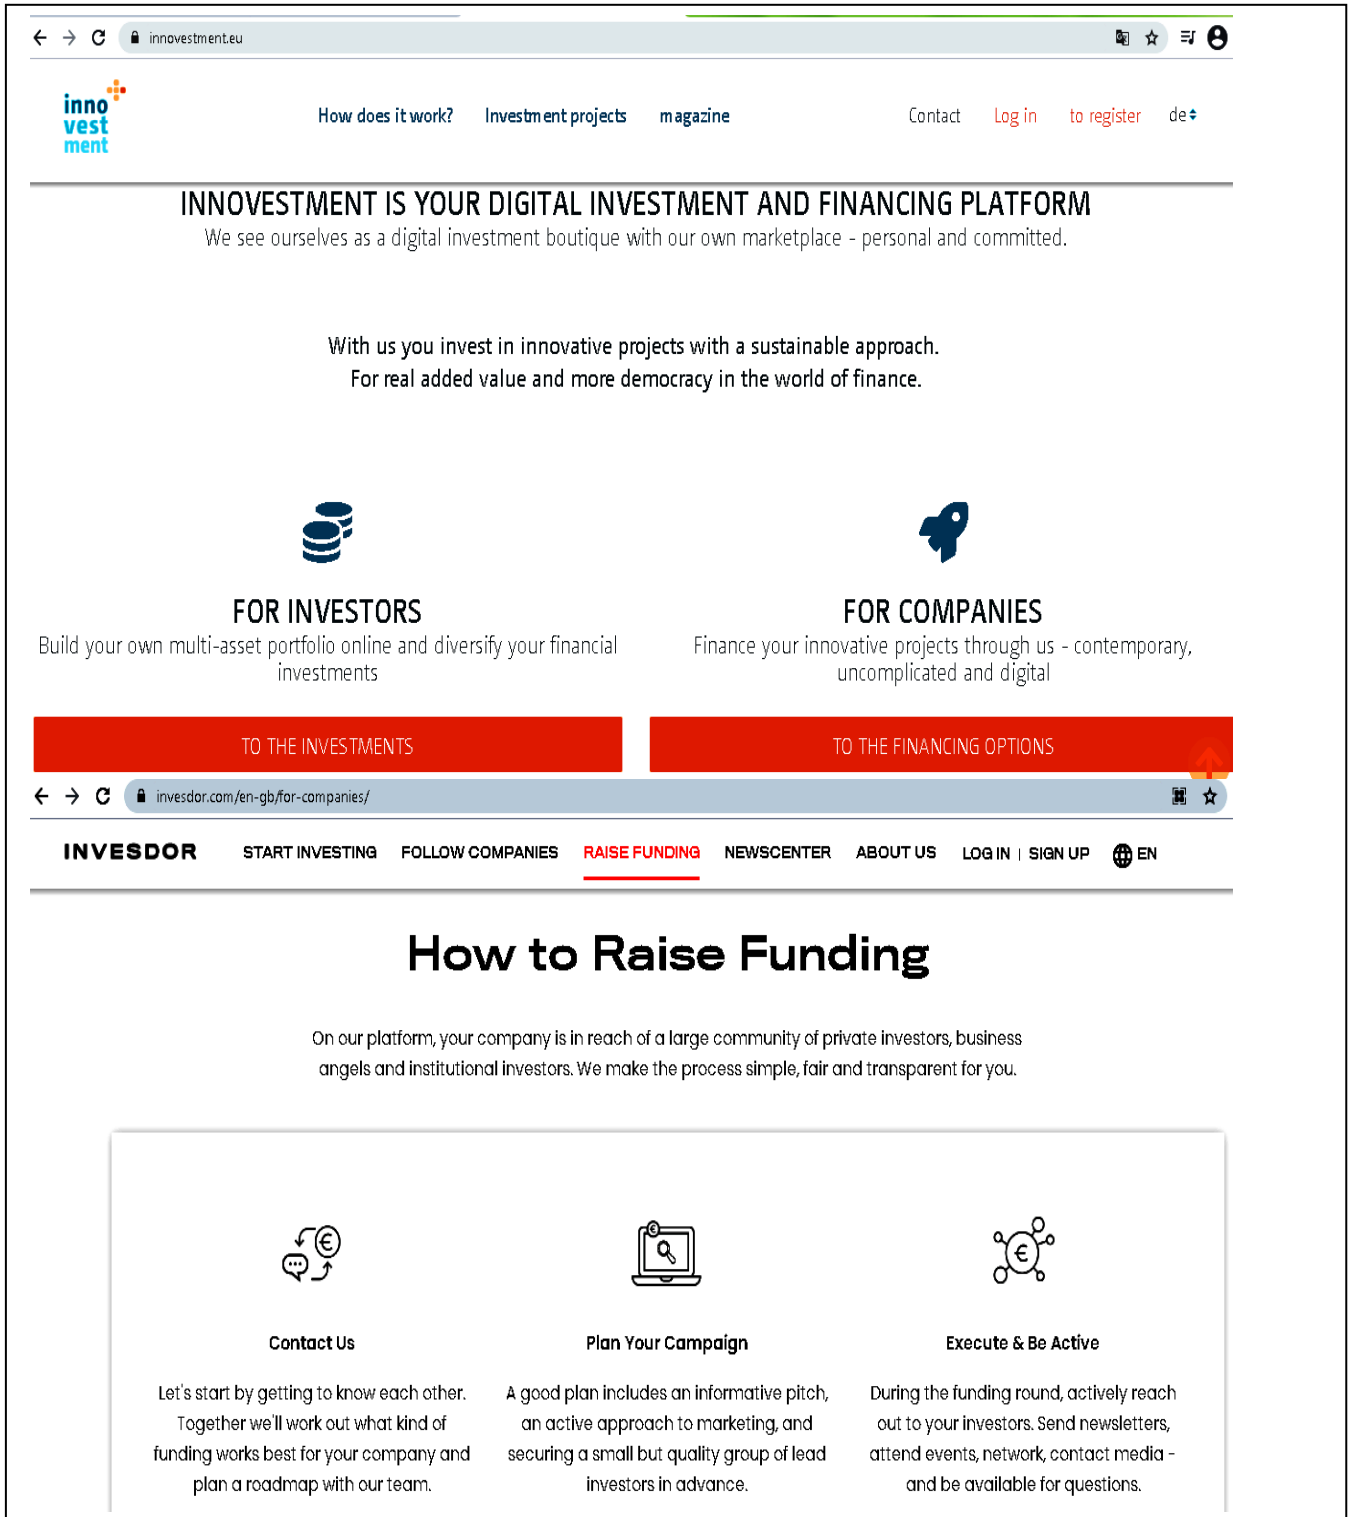 innovestment.eu
inno
vest
ment
How does it work? Investment projects magazine Contact Log in to register de
INNOVESTMENT IS YOUR DIGITAL INVESTMENT AND FINANCING PLATFORM
We see ourselves as a digital investment boutique with our own marketplace - personal and committed.
With us you invest in innovative projects with a sustainable approach.
For real added value and more democracy in the world of finance.
FOR INVESTORS
Build your own multi-asset portfolio online and diversify your financial
investments
TO THE INVESTMENTS
FOR COMPANIES
Finance your innovative projects through us - contemporary,
uncomplicated and digital
TO THE FINANCING OPTIONS
invesdor.com/en-gb/for-companies/
INVESDOR START INVESTING FOLLOW COMPANIES RAISE FUNDING NEWSCENTER ABOUT US LOG IN | SIGN UP EN
How to Raise Funding
On our platform, your company is in reach of a large community of private investors, business
angels and institutional investors. We make the process simple, fair and transparent for you.
Contact Us
Let's start by getting to know each other.
Together we'll work out what kind of
funding works best for your company and
plan a roadmap with our team.
Plan Your Campaign
A good plan includes an informative pitch,
an active approach to marketing, and
securing a small but quality group of lead
investors in advance.
Execute & Be Active
During the funding round, actively reach
out to your investors. Send newsletters,
attend events, network, contact media -
and be available for questions.